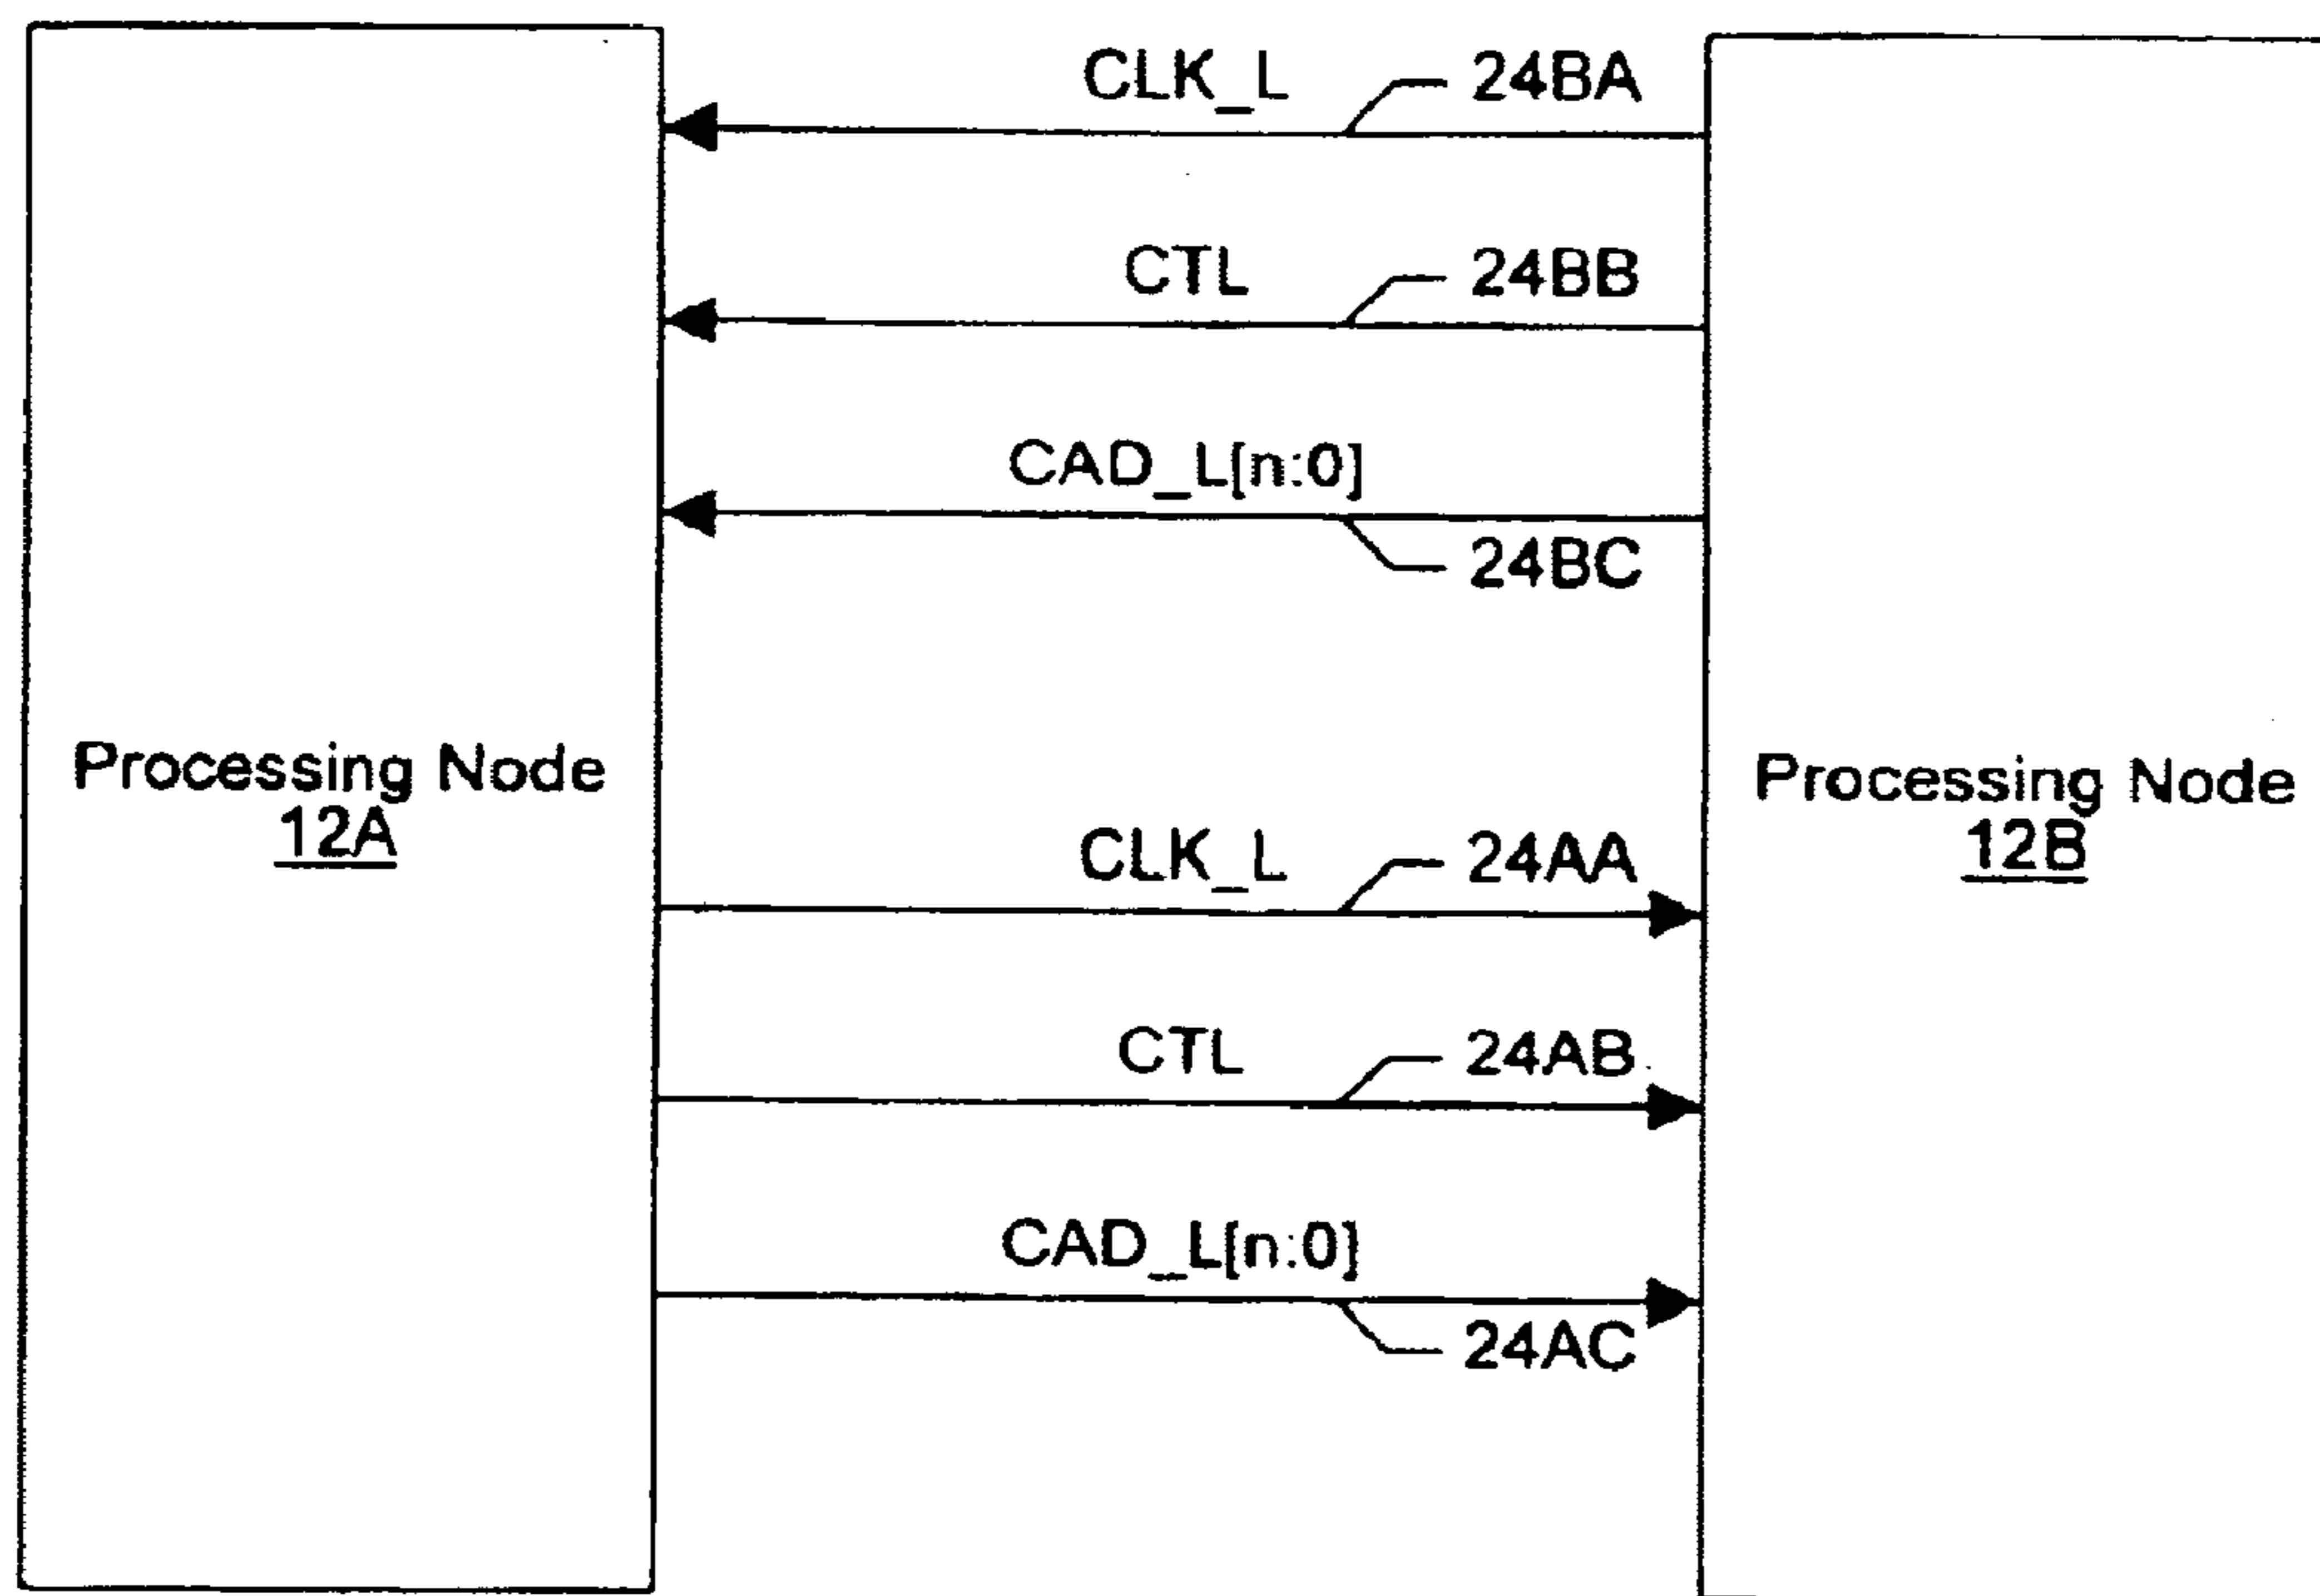 CLK_L 24BA
CTL 24BB
CAD_L[n:0]
24BC
Processing Node
12A
Processing Node
12B
CLK_L 24AA
CTL 24AB
CAD_L[n:0]
24AC